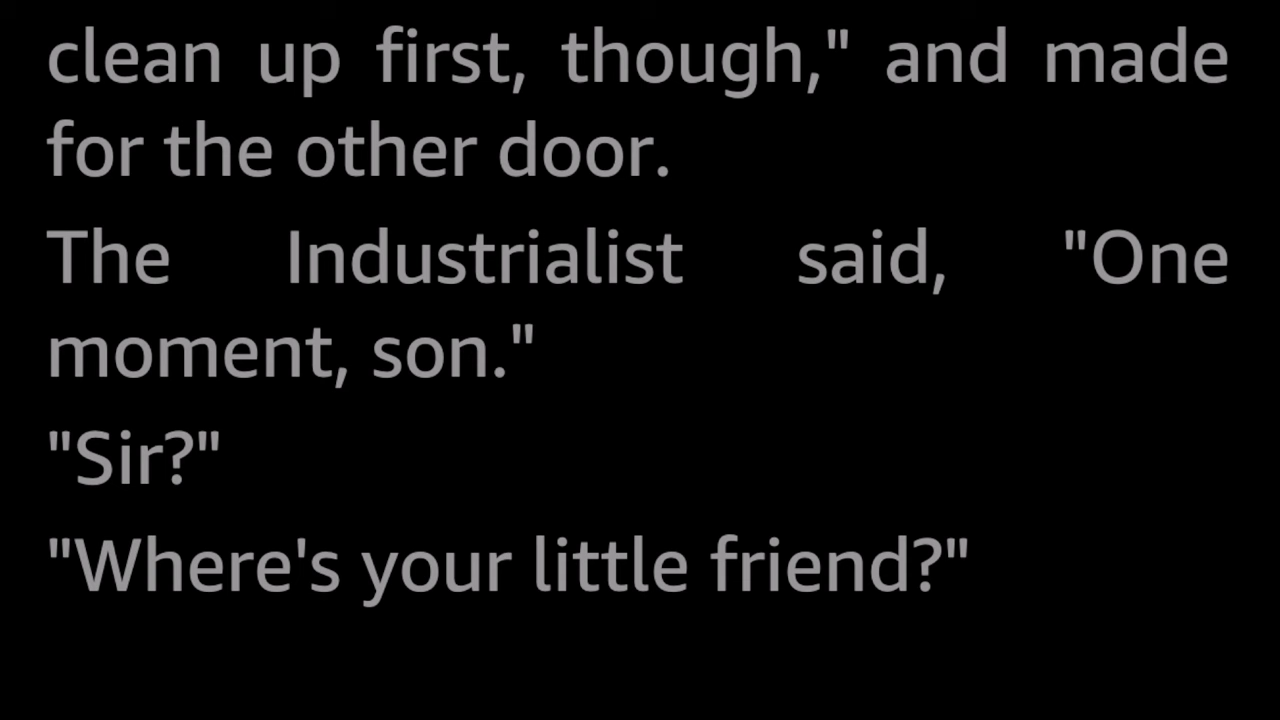 clean up first, though," and made
for the other door.
The Industrialist said, "One
moment, son."
"Sir?"
"Where's your little friend?"